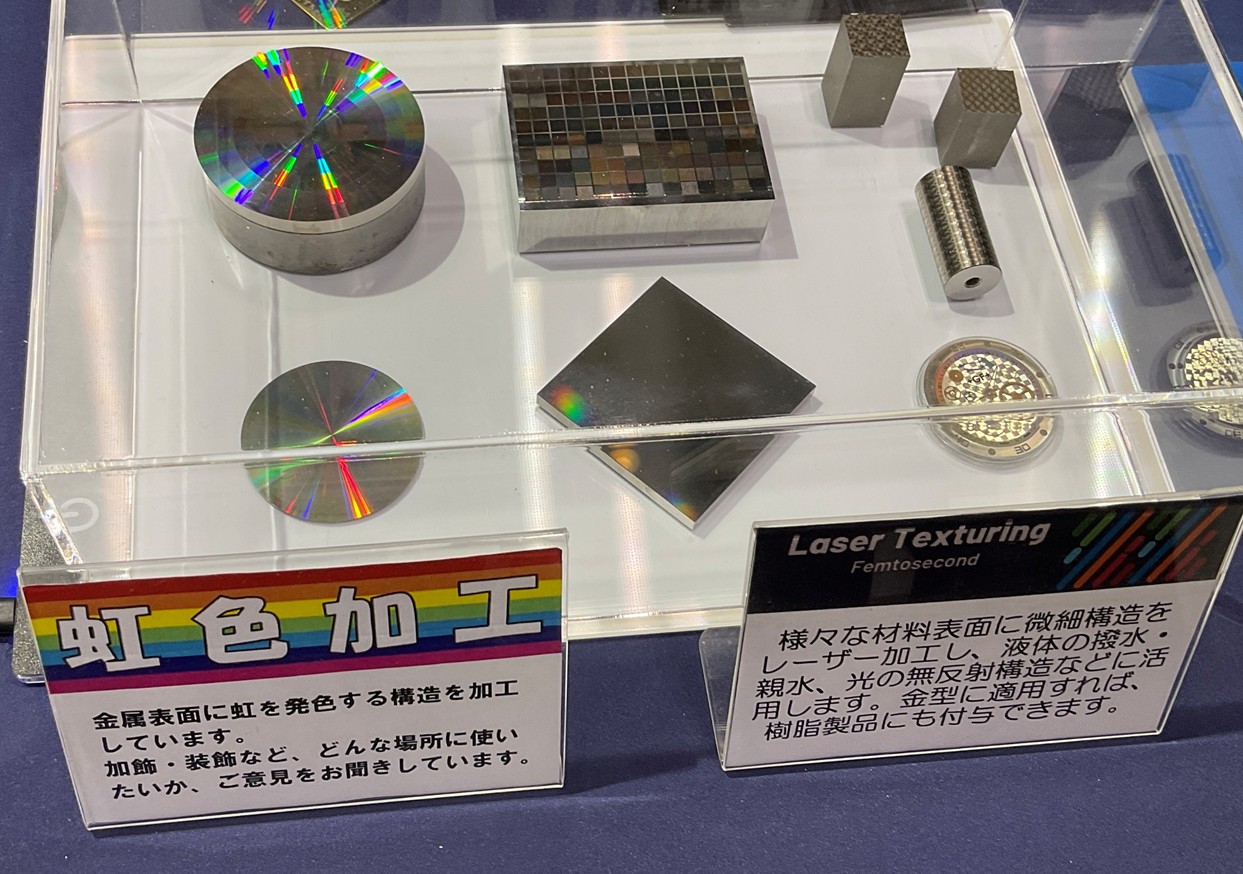 虹色加工
金属表面に虹を発色する構造を加工
しています。
加飾・装飾など、どんな場所に使い
たいか、ご意見をお聞きしています。
Laser Texturing
Femtosecond
様々な材料表面に微細構造を
レーザー加工し、液体の撥水・
親水、光の無反射構造などに活
用します。金型に適用すれば、
樹脂製品にも付与できます。